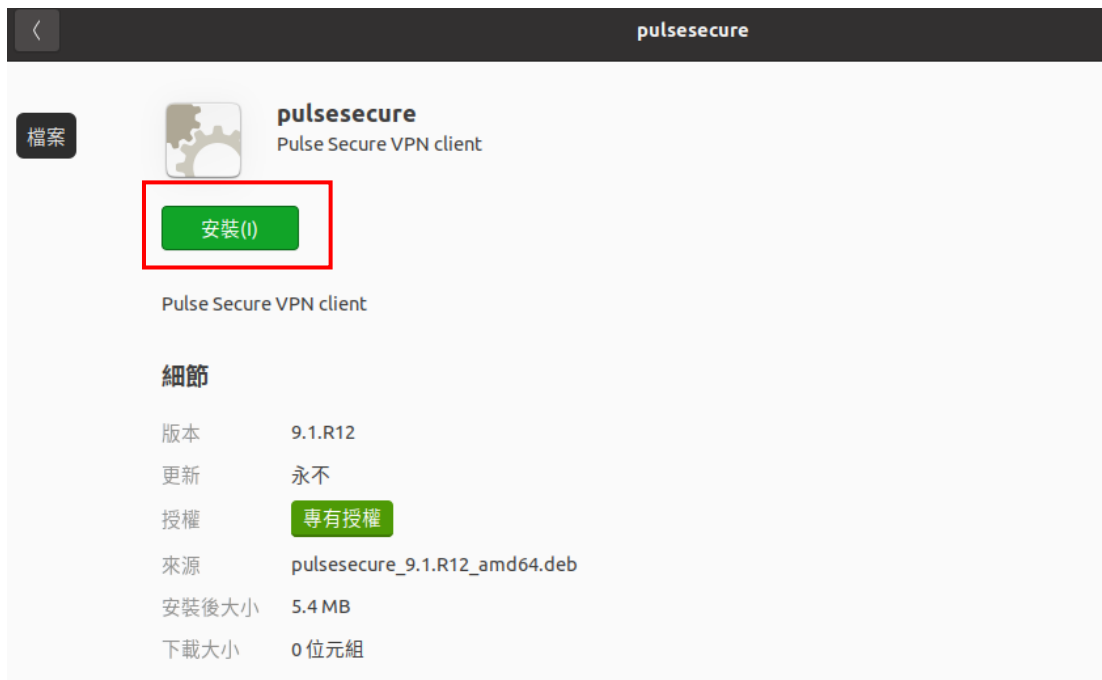 pulsesecure
檔案
pulsesecure
Pulse Secure VPN client
安裝(I)
Pulse Secure VPN client
細節
版本 9.1.R12
更新 永不
授權 專有授權
來源 pulsesecure_9.1.R12_amd64.deb
安裝後大小 5.4 MB
下載大小 0 位元組